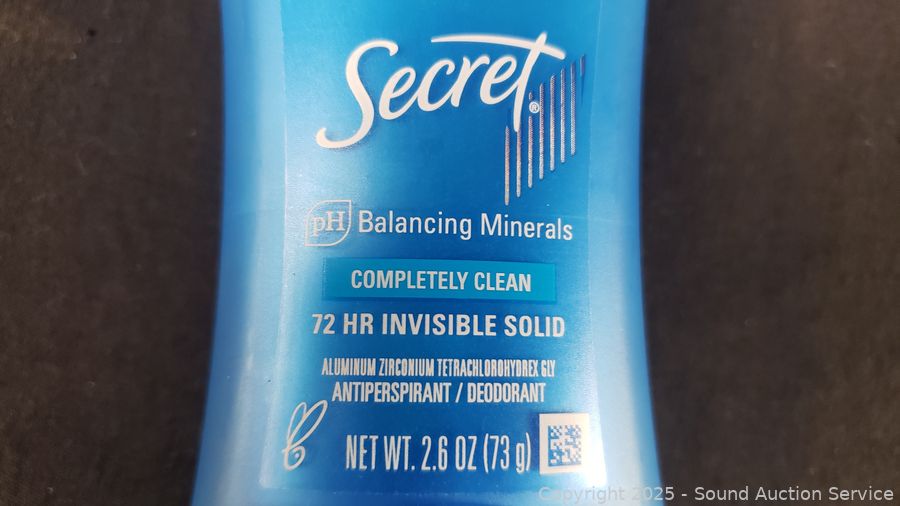 Secret®
pH Balancing Minerals
COMPLETELY CLEAN
72 HR INVISIBLE SOLID
ALUMINUM ZIRCONIUM TETRACHLOROHYDREX GLY
ANTIPERSPIRANT / DEODORANT
NET WT. 2.6 OZ (73 g)
Copyright 2025 - Sound Auction Service